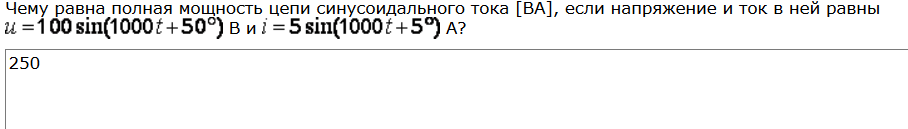 Чему равна полная мощность цепи синусоидального тока [ВА], если напряжение и ток в ней равны
u = 100 sin(1000t + 50°) В и i = 5 sin(1000t + 5°) А?
250